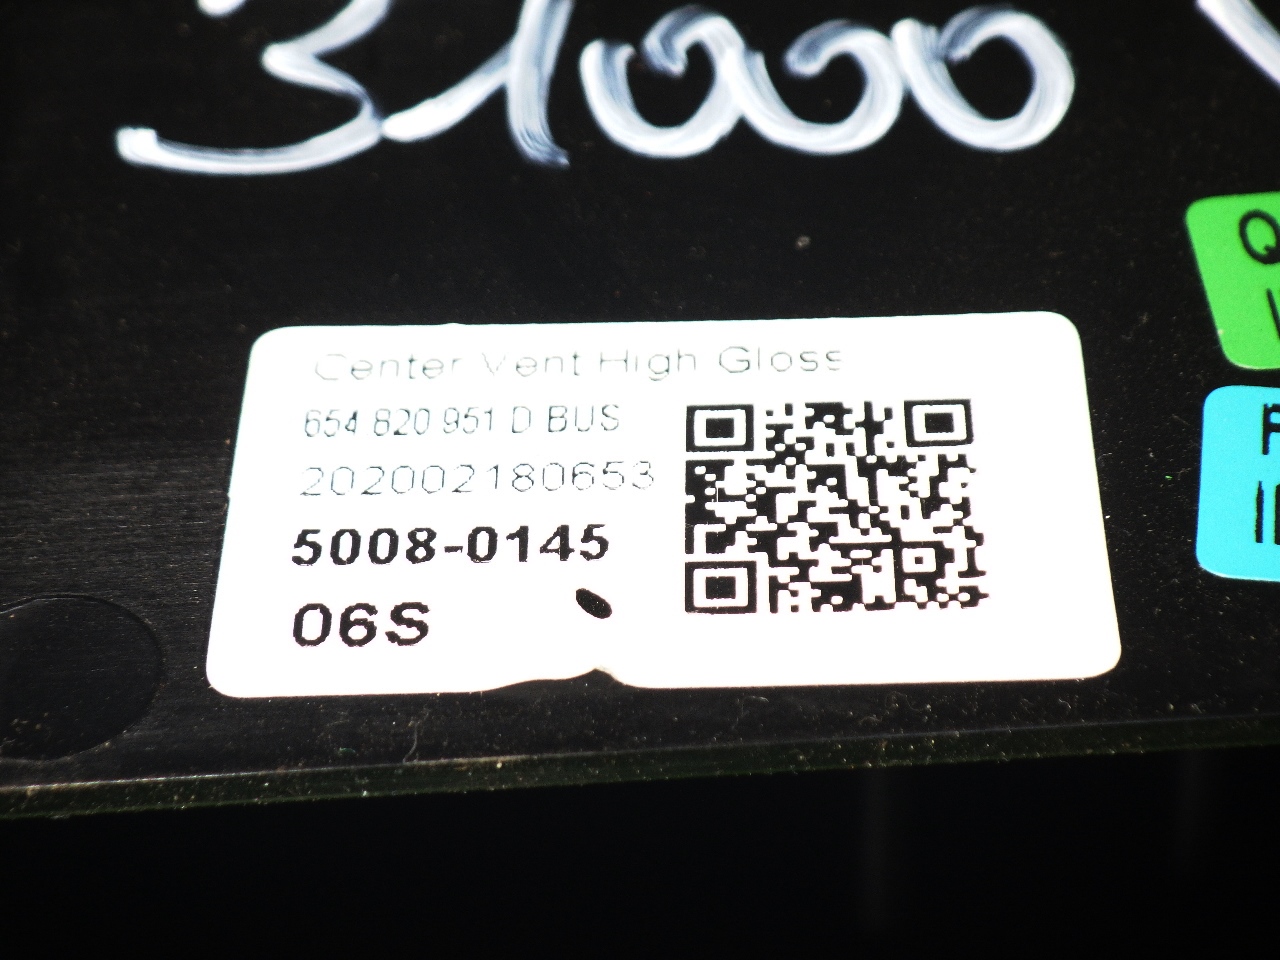 31000
Center Vent High Gloss
654 820 951 D BUS
202002180653
5008-0145
06S